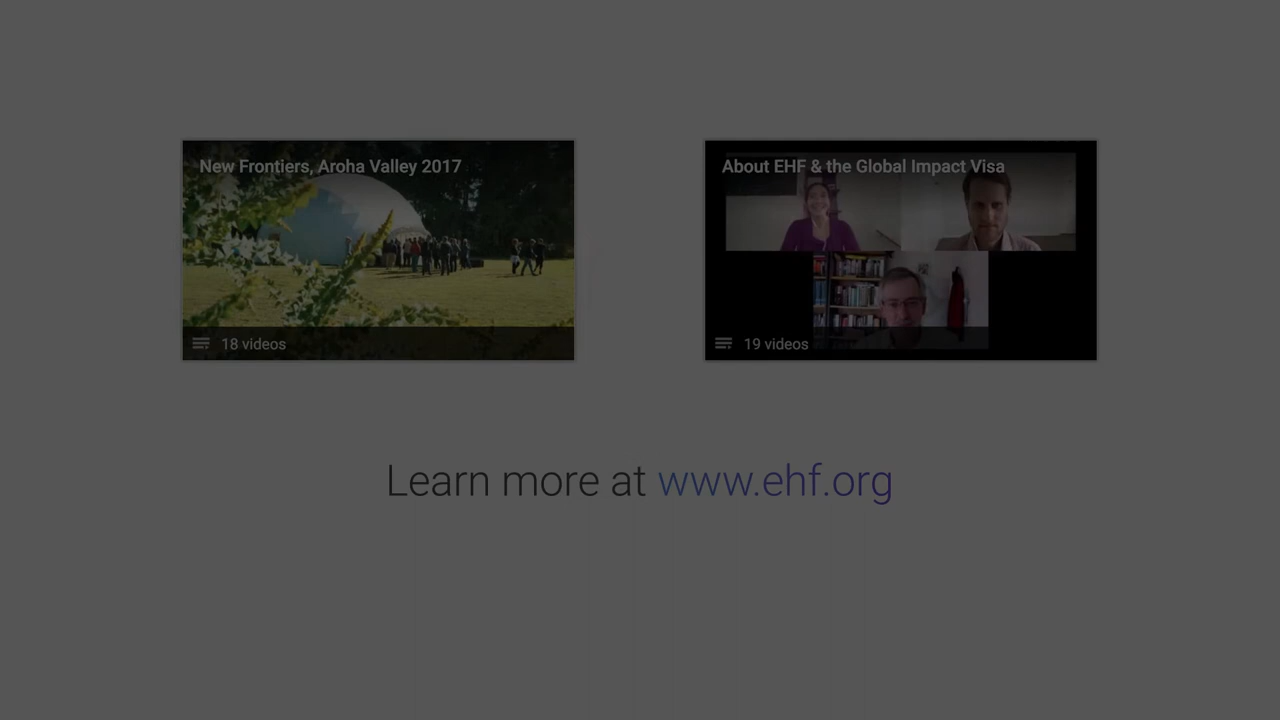 New Frontiers, Aroha Valley 2017
About EHF & the Global Impact Visa
18 videos
19 videos
Learn more at www.ehf.org